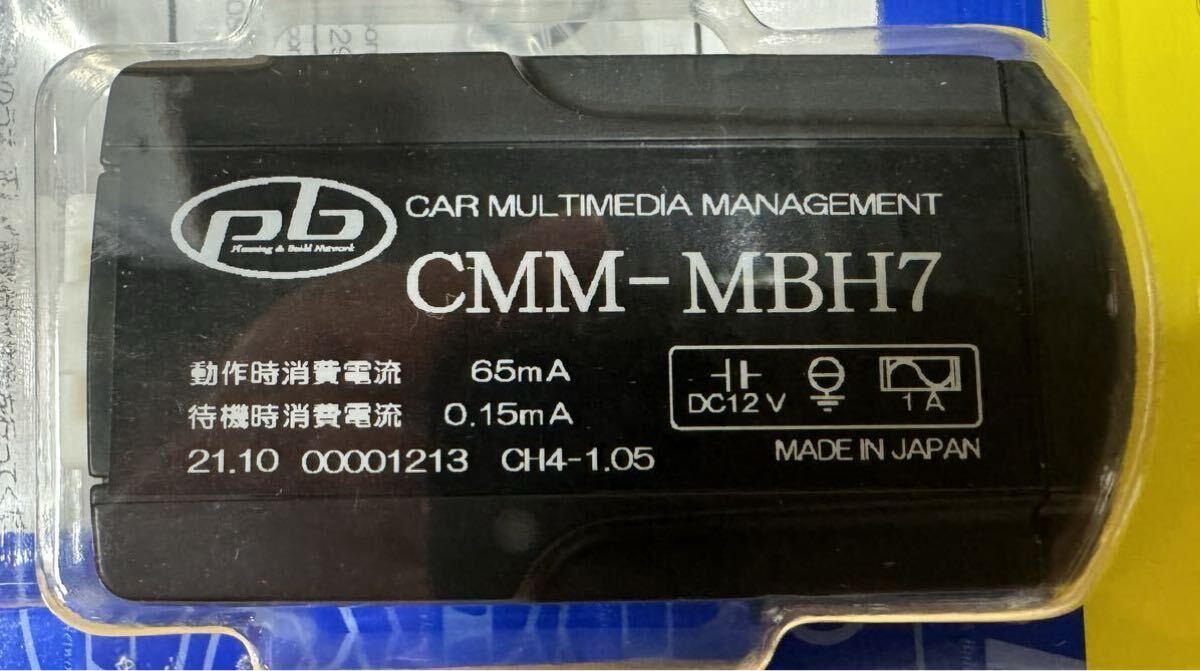 pb
Planning & Build Network
CAR MULTIMEDIA MANAGEMENT
CMM-MBH7
動作時消費電流 65mA
待機時消費電流 0.15mA
21.10 00001213 CH4-1.05
DC12V
1A
MADE IN JAPAN